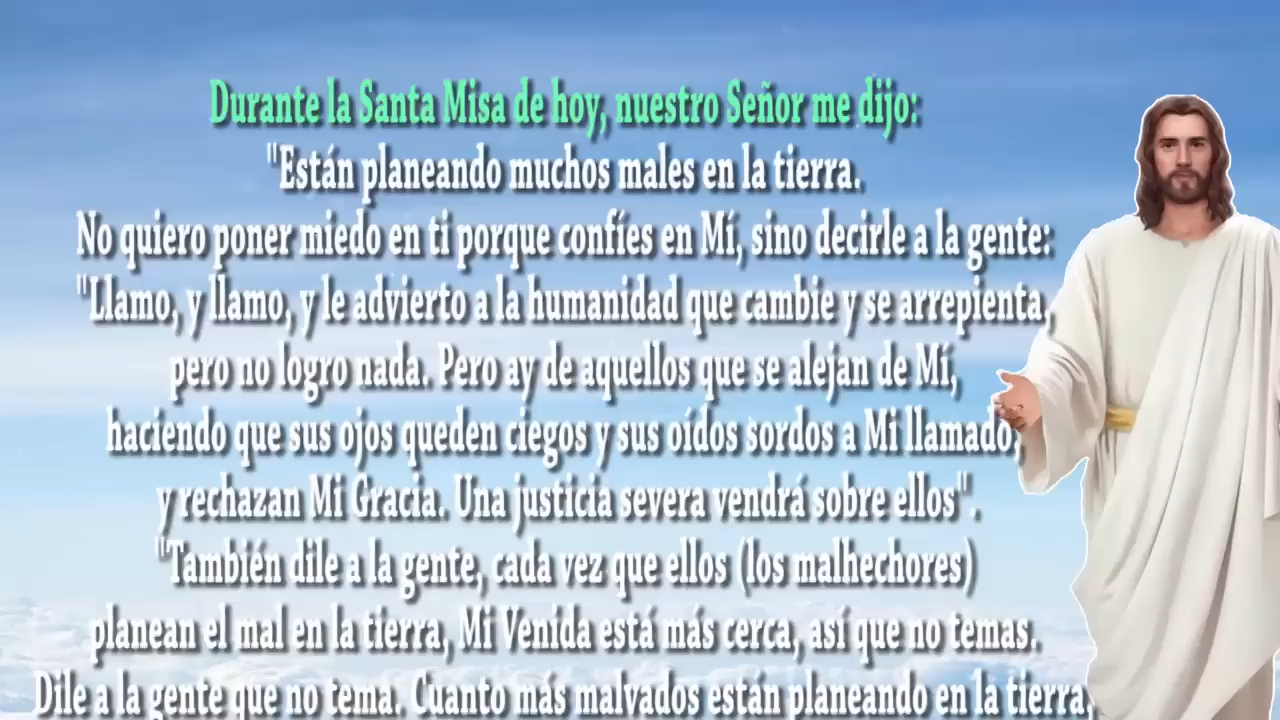 Durante la Santa Misa de hoy, nuestro Señor me dijo:
"Están planeando muchos males en la tierra.
No quiero poner miedo en ti porque confíes en Mí, sino decirle a la gente:
"Llamo, y llamo, y le advierto a la humanidad que cambie y se arrepienta,
pero no logro nada. Pero ay de aquellos que se alejan de Mí,
haciendo que sus ojos queden ciegos y sus oídos sordos a Mi llamado,
y rechazan Mi Gracia. Una justicia severa vendrá sobre ellos".
"También dile a la gente, cada vez que ellos (los malhechores)
planean el mal en la tierra, Mi Venida está más cerca, así que no temas.
Dile a la gente que no tema. Cuanto más malvados están planeando en la tierra,